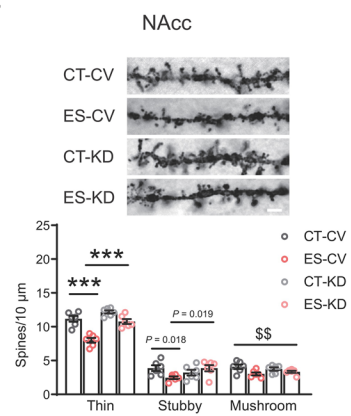 NAcc
CT-CV
ES-CV
CT-KD
ES-KD
Spines/10 µm
25
20
15
10
5
0
***
***
P = 0.018
P = 0.019
$$
CT-CV
ES-CV
CT-KD
ES-KD
Thin
Stubby
Mushroom